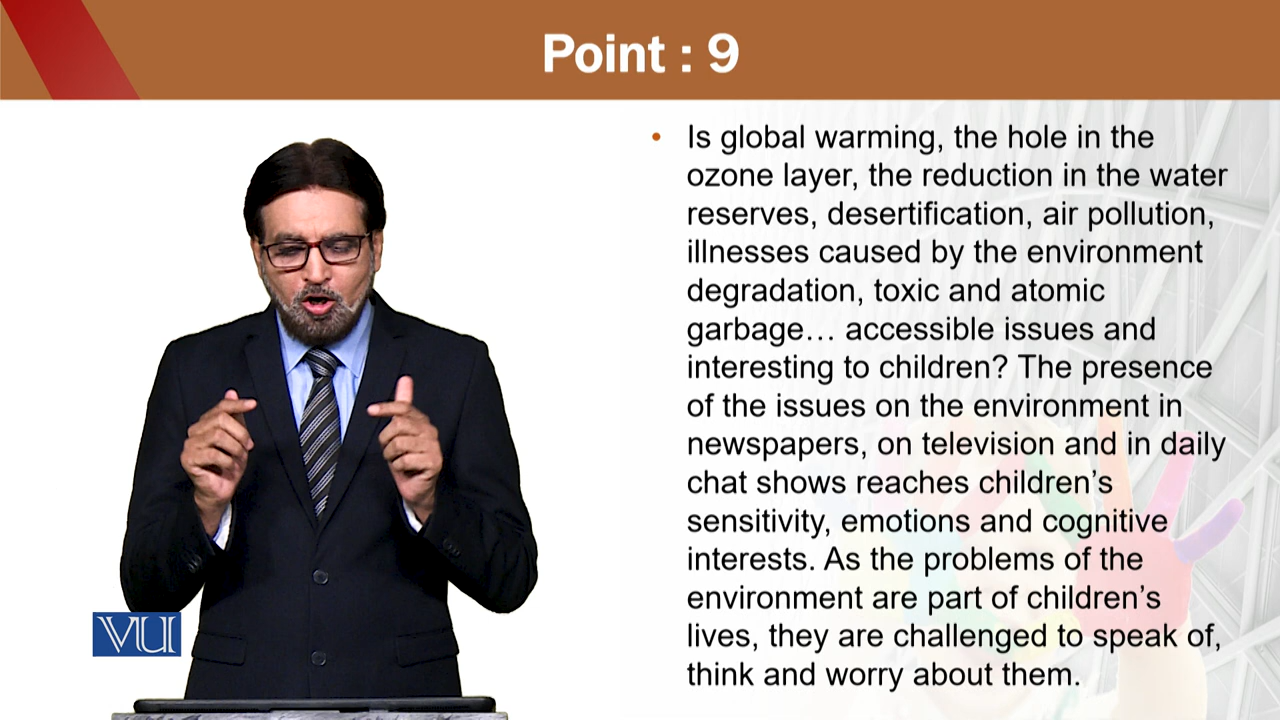 Point : 9
• Is global warming, the hole in the
ozone layer, the reduction in the water
reserves, desertification, air pollution,
illnesses caused by the environment
degradation, toxic and atomic
garbage… accessible issues and
interesting to children? The presence
of the issues on the environment in
newspapers, on television and in daily
chat shows reaches children’s
sensitivity, emotions and cognitive
interests. As the problems of the
environment are part of children’s
lives, they are challenged to speak of,
think and worry about them.
VU